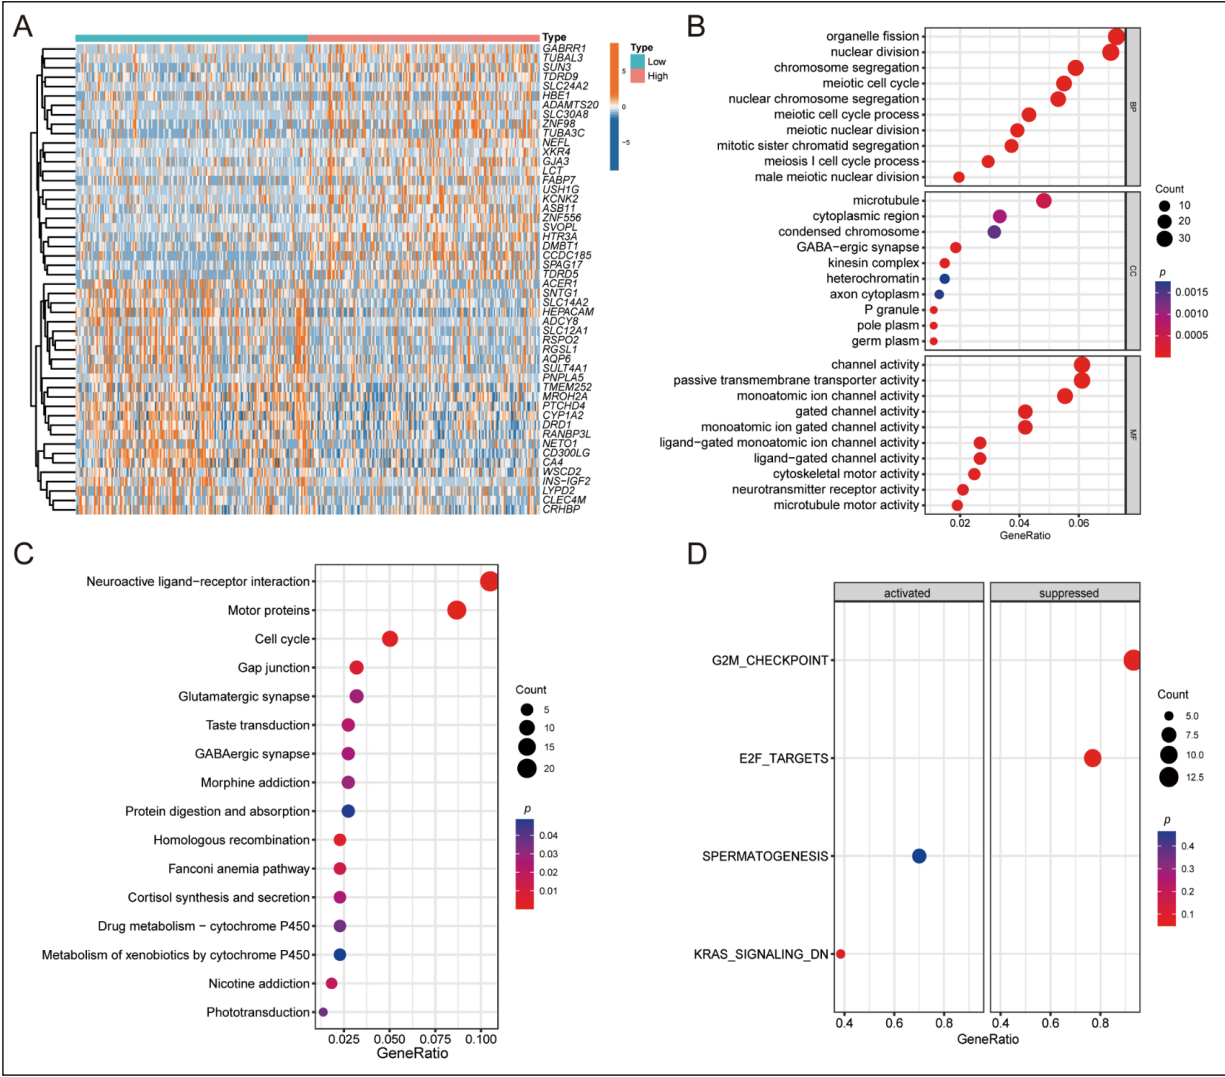 A
Type
GABRR1
TUBAL3
SUN3
TDRD9
SLC24A2
HBE1
ADAMTS20
SLC30A8
ZNF98
TUBA3C
NEFL
XKR4
GJA3
LCT
FABP7
USH1G
KCNK2
ASB11
ZNF556
SVOPL
HTR3A
DMBT1
CCDC185
SPAG17
TDRD5
ACER1
SNTG1
SLC14A2
HEPACAM
ADCY8
SLC12A1
RSPO2
RGSL1
AQP6
SULT4A1
PNPLA5
TMEM252
MROH2A
PTCHD4
CYP1A2
DRD1
RANBP3L
NETO1
CD300LG
CA4
WSCD2
INS−IGF2
LYPD2
CLEC4M
CRHBP
5
0
−5
Type
Low
High
B
organelle fission
nuclear division
chromosome segregation
meiotic cell cycle
nuclear chromosome segregation
meiotic cell cycle process
meiotic nuclear division
mitotic sister chromatid segregation
meiosis I cell cycle process
male meiotic nuclear division
BP
microtubule
cytoplasmic region
condensed chromosome
GABA−ergic synapse
kinesin complex
heterochromatin
axon cytoplasm
P granule
pole plasm
germ plasm
CC
channel activity
passive transmembrane transporter activity
monoatomic ion channel activity
gated channel activity
monoatomic ion gated channel activity
ligand−gated monoatomic ion channel activity
ligand−gated channel activity
cytoskeletal motor activity
neurotransmitter receptor activity
microtubule motor activity
MF
0.02 0.04 0.06
GeneRatio
Count
10
20
30
p
0.0015
0.0010
0.0005
C
Neuroactive ligand−receptor interaction
Motor proteins
Cell cycle
Gap junction
Glutamatergic synapse
Taste transduction
GABAergic synapse
Morphine addiction
Protein digestion and absorption
Homologous recombination
Fanconi anemia pathway
Cortisol synthesis and secretion
Drug metabolism − cytochrome P450
Metabolism of xenobiotics by cytochrome P450
Nicotine addiction
Phototransduction
0.025 0.050 0.075 0.100
GeneRatio
Count
5
10
15
20
p
0.04
0.03
0.02
0.01
D
activated suppressed
G2M_CHECKPOINT
E2F_TARGETS
SPERMATOGENESIS
KRAS_SIGNALING_DN
0.4 0.6 0.8 0.4 0.6 0.8
GeneRatio
Count
5.0
7.5
10.0
12.5
p
0.4
0.3
0.2
0.1